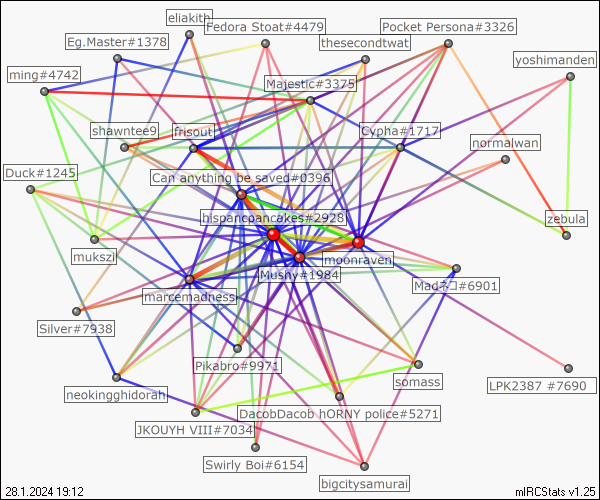 eliakith
Fedora Stoat#4479
Pocket Persona#3326
Eg.Master#1378
thesecondtwat
yoshimanden
ming#4742
Majestic#3375
shawntee9
frisout
Cypha#1717
normalwan
Duck#1245
Can anything be saved#0396
hispancpancakes#2928
zebula
mukszi
Mushy#1984
moonraven
marcemadness
Madネコ#6901
Silver#7938
Pikabro#9971
neokingghidorah
somass
LPK2387 #7690
DacobDacob hORNY police#5271
JKOUYH VIII#7034
Swirly Boi#6154
bigcitysamurai
28.1.2024 19:12
mIRCStats v1.25